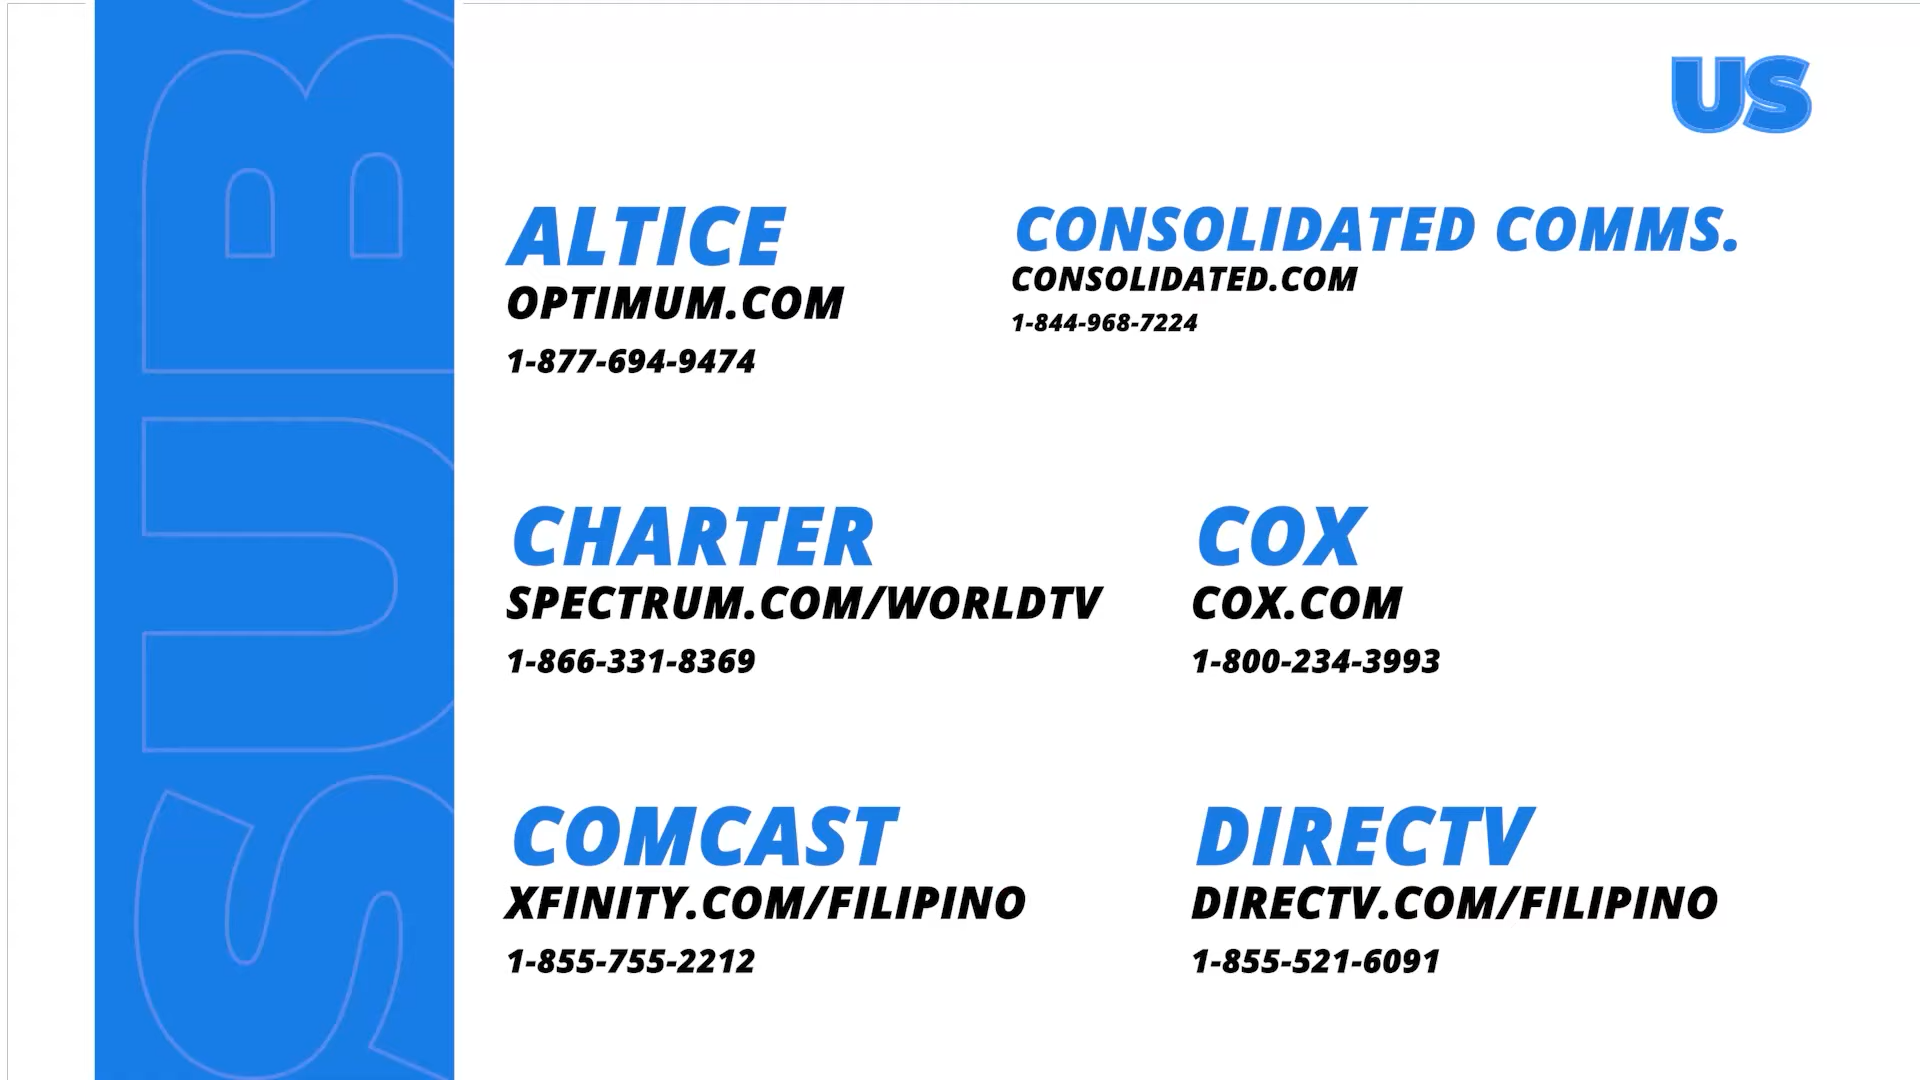 US
ALTICE
OPTIMUM.COM
1-877-694-9474
CONSOLIDATED COMMS.
CONSOLIDATED.COM
1-844-968-7224
CHARTER
SPECTRUM.COM/WORLDTV
1-866-331-8369
COX
COX.COM
1-800-234-3993
COMCAST
XFINITY.COM/FILIPINO
1-855-755-2212
DIRECTV
DIRECTV.COM/FILIPINO
1-855-521-6091
SUB